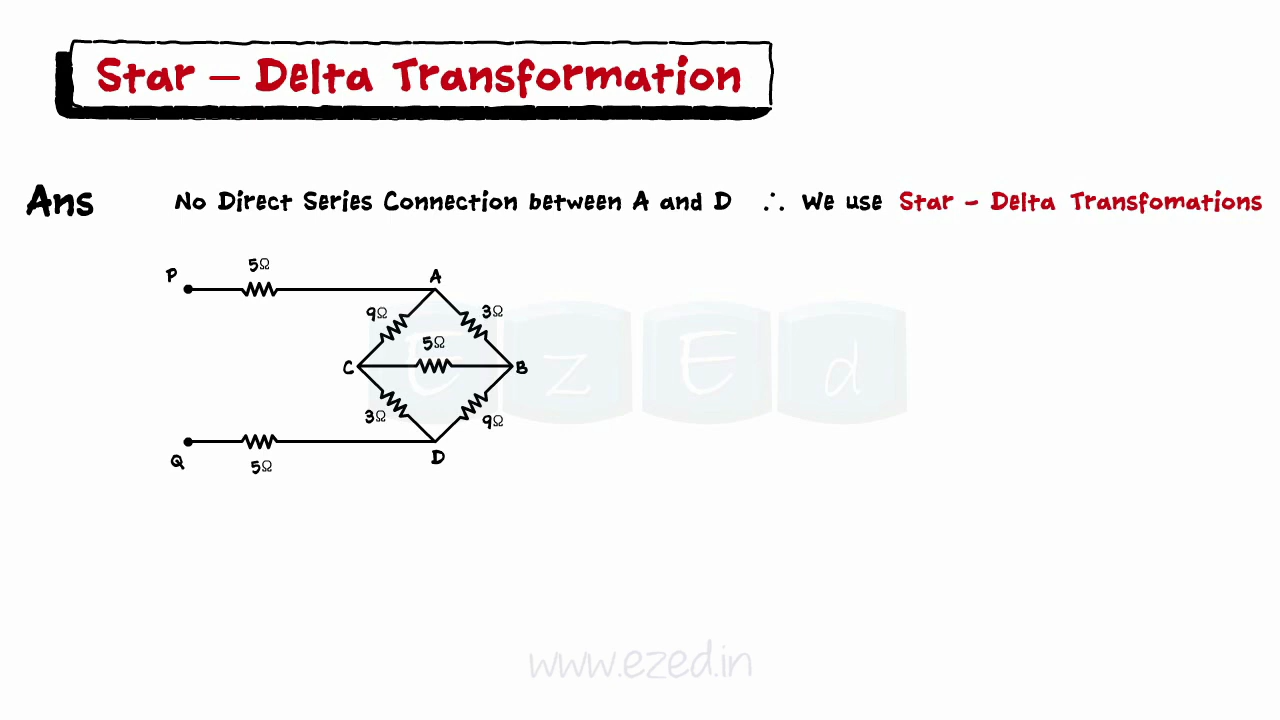 Star – Delta Transformation
Ans No Direct Series Connection between A and D ∴ We use Star - Delta Transfomations
P 5Ω A
9Ω 3Ω
5Ω
C B
3Ω 9Ω
Q 5Ω D
EzEd
www.ezed.in